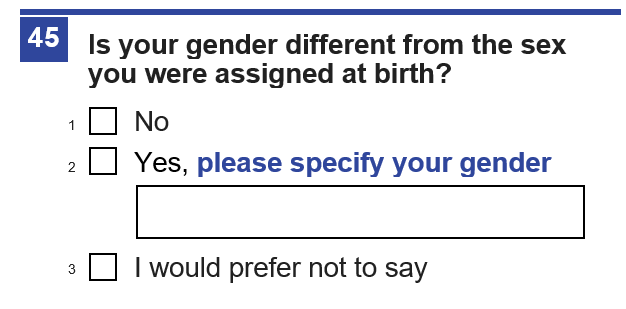 45
Is your gender different from the sex
you were assigned at birth?
1 No
2 Yes, please specify your gender
3 I would prefer not to say